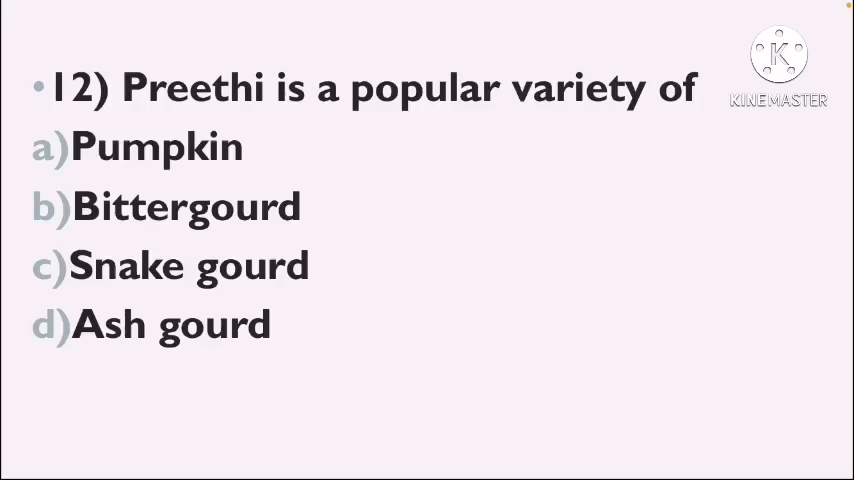 •12) Preethi is a popular variety of
a)Pumpkin
b)Bittergourd
c)Snake gourd
d)Ash gourd
K
KINEMASTER